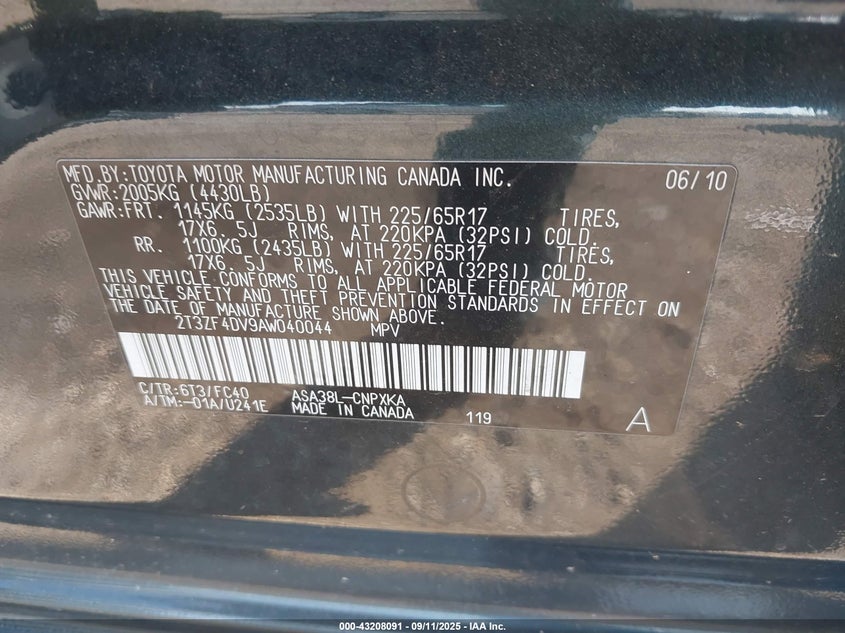 MFD.BY:TOYOTA MOTOR MANUFACTURING CANADA INC. 06/10
GVWR:2005KG (4430LB)
GAWR:FRT. 1145KG (2535LB) WITH 225/65R17 TIRES,
17X6. 5J RIMS, AT 220KPA (32PSI) COLD.
RR. 1100KG (2435LB) WITH 225/65R17 TIRES,
17X6. 5J RIMS, AT 220KPA (32PSI) COLD.
THIS VEHICLE CONFORMS TO ALL APPLICABLE FEDERAL MOTOR
VEHICLE SAFETY AND THEFT PREVENTION STANDARDS IN EFFECT ON
THE DATE OF MANUFACTURE SHOWN ABOVE.
2T3ZF4DV9AW040044 MPV
C/TR:6T3/FC40 ASA38L-CNPXKA
A/TM:-01A/U241E MADE IN CANADA 119 A
000-43208091 - 09/11/2025 - IAA Inc.